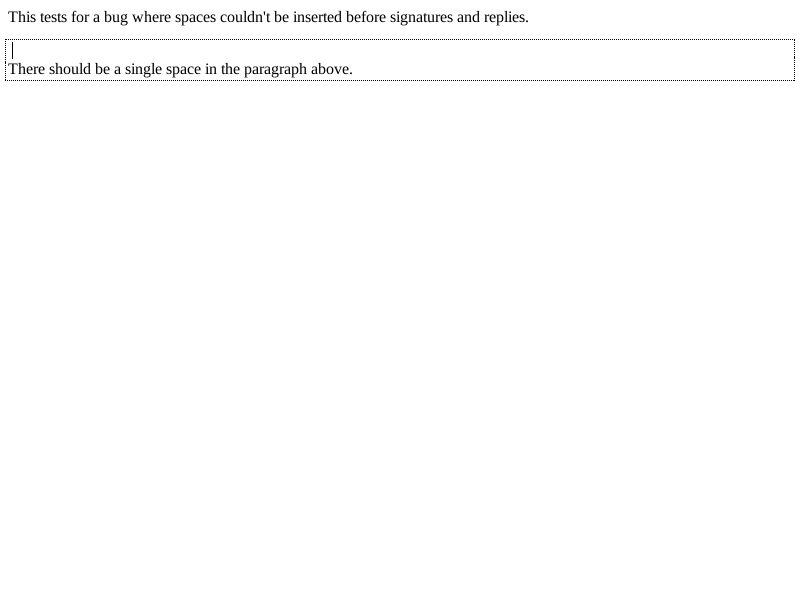 This tests for a bug where spaces couldn't be inserted before signatures and replies.
There should be a single space in the paragraph above.